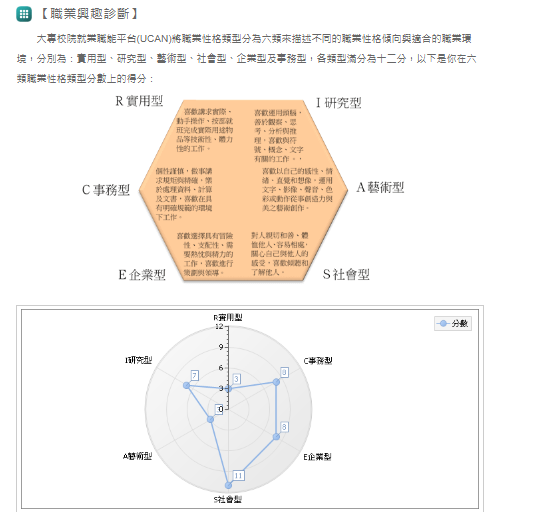 【職業興趣診斷】
大專校院就業職能平台(UCAN)將職業性格類型分為六類來描述不同的職業性格傾向與適合的職業環
境，分別為：實用型、研究型、藝術型、社會型、企業型及事務型，各類型滿分為十二分，以下是你在六
類職業性格類型分數上的得分：
R 實用型
I 研究型
喜歡講求實際、
動手操作、按部就
班完成實際用途物
品等技術性、體力
性的工作。
喜歡運用頭腦，
善於觀察、思
考、分析與推
理，喜歡與符
號、概念、文字
有關的工作。
C 事務型
A 藝術型
個性謹慎，做事講
求規矩與精確，樂
於處理資料、計算
及文書，喜歡在具
有明確規範的環境
下工作。
喜歡以自己的感性、情
緒、直覺和想像，運用
文字、影像、聲音、色
彩或動作從事創造力與
美之藝術創作。
喜歡選擇具有冒險
性、支配性、需
要熱忱與精力的
工作，喜歡進行
策劃與領導。
對人親切和善、體
他他人、容易相處，
關心自己與他人的
感受，喜歡傾聽和
了解他人。
E 企業型
S 社會型
分數
R實用型
12
9
6
3
0
I研究型
7
3
8
C事務型
A藝術型
8
E企業型
11
S社會型